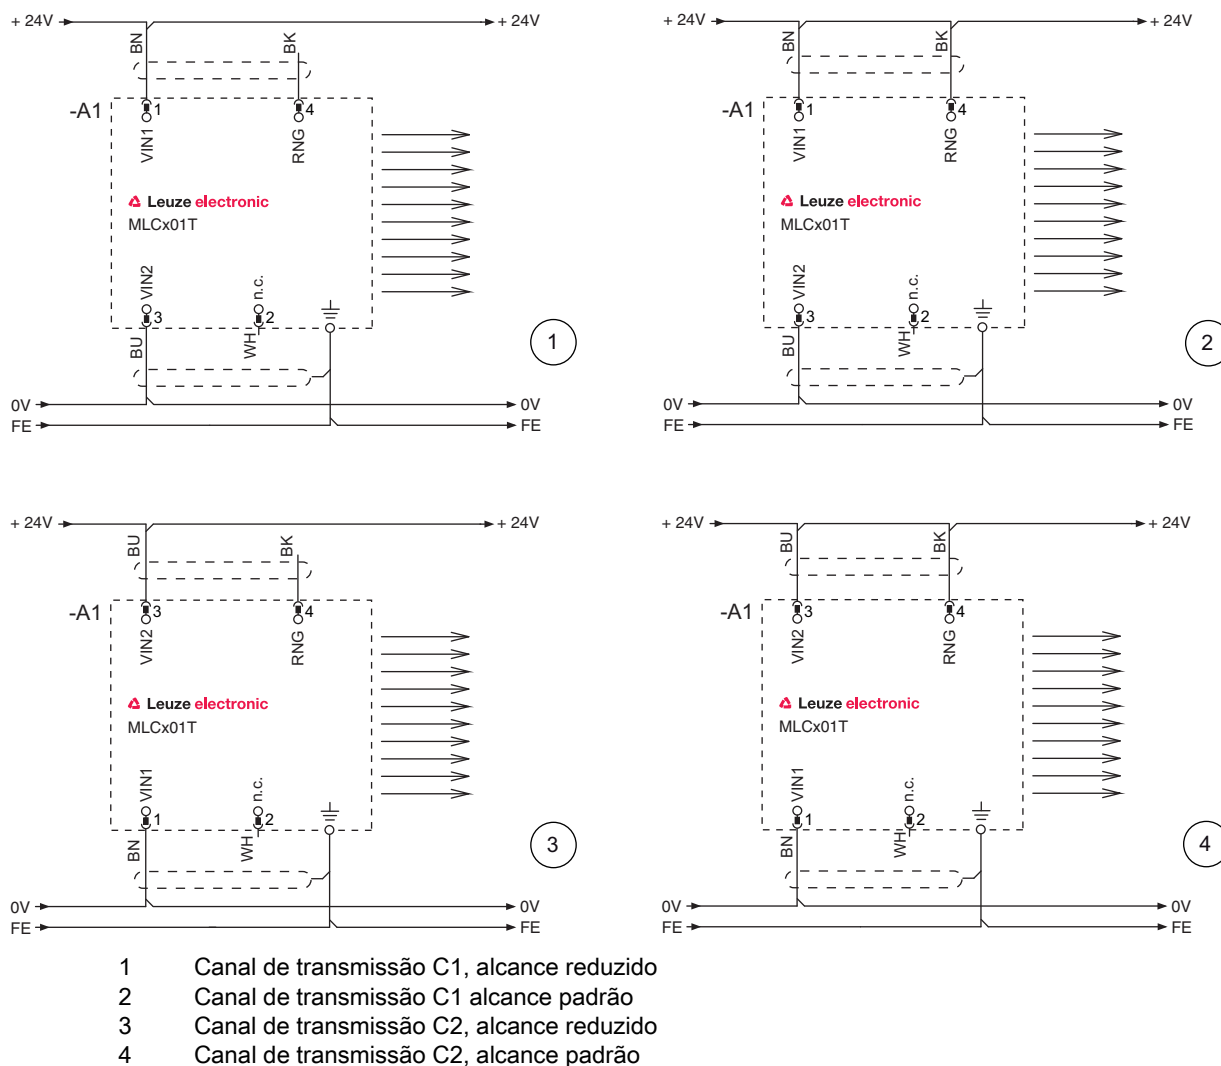 + 24V
+ 24V
BN
BK
-A1
1
4
VIN1
RNG
Leuze electronic
MLCx01T
VIN2
n.c.
3
2
BU
WH
1
0V
0V
FE
FE
+ 24V
+ 24V
BN
BK
-A1
1
4
VIN1
RNG
Leuze electronic
MLCx01T
VIN2
n.c.
3
2
BU
WH
2
0V
0V
FE
FE
+ 24V
+ 24V
BU
BK
-A1
3
4
VIN2
RNG
Leuze electronic
MLCx01T
VIN1
n.c.
1
2
BN
WH
3
0V
0V
FE
FE
+ 24V
+ 24V
BU
BK
-A1
3
4
VIN2
RNG
Leuze electronic
MLCx01T
VIN1
n.c.
1
2
BN
WH
4
0V
0V
FE
FE
1 Canal de transmissão C1, alcance reduzido
2 Canal de transmissão C1 alcance padrão
3 Canal de transmissão C2, alcance reduzido
4 Canal de transmissão C2, alcance padrão